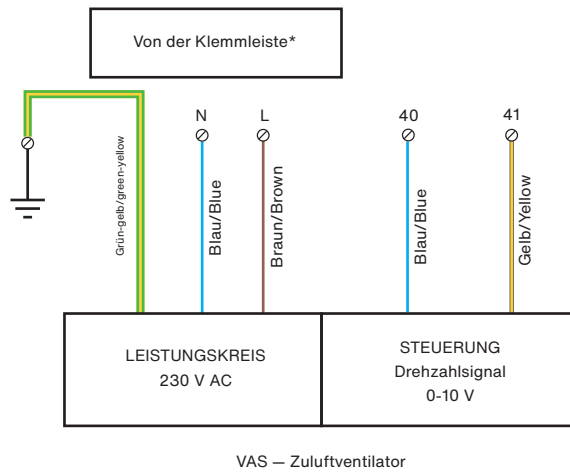 Von der Klemmleiste*
N
L
40
41
Grün-gelb/green-yellow
Blau/Blue
Braun/Brown
Blau/Blue
Gelb/Yellow
LEISTUNGSKREIS
230 V AC
STEUERUNG
Drehzahlsignal
0-10 V
VAS — Zuluftventilator